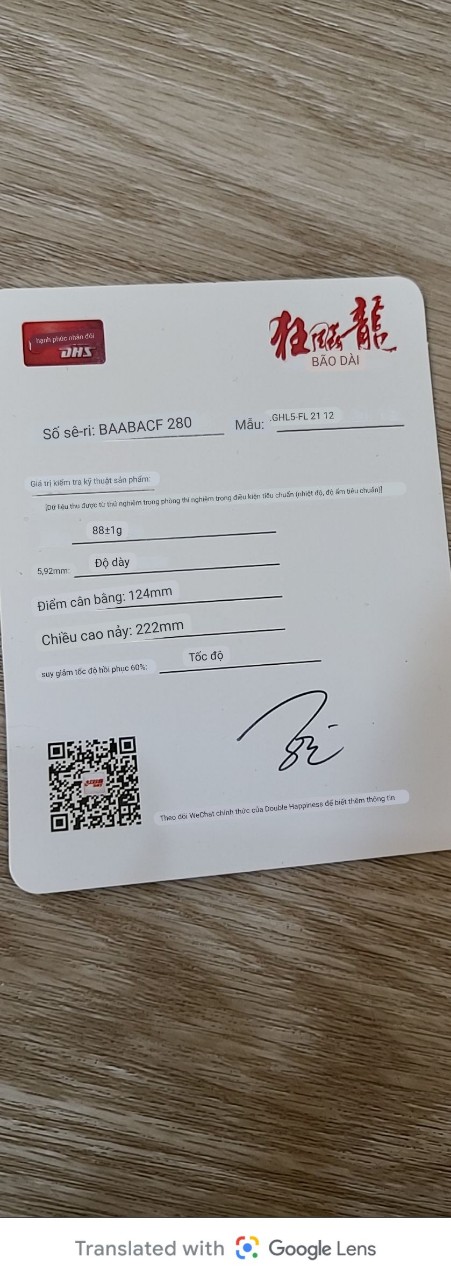 hạnh phúc nhân đôi
DHS
狂飚龍
BÃO DÀI
Số sê-ri: BAABACF 280
Mẫu: .GHL5-FL 21 12
Giá trị kiểm tra kỹ thuật sản phẩm:
[Dữ liệu thu được từ thử nghiệm trong phòng thí nghiệm trong điều kiện tiêu chuẩn (nhiệt độ, độ ẩm tiêu chuẩn)]
88±1g
5,92mm: Độ dày
Điểm cân bằng: 124mm
Chiều cao nảy: 222mm
suy giảm tốc độ hồi phục 60%: Tốc độ
Theo dõi WeChat chính thức của Double Happiness để biết thêm thông tin
Translated with Google Lens